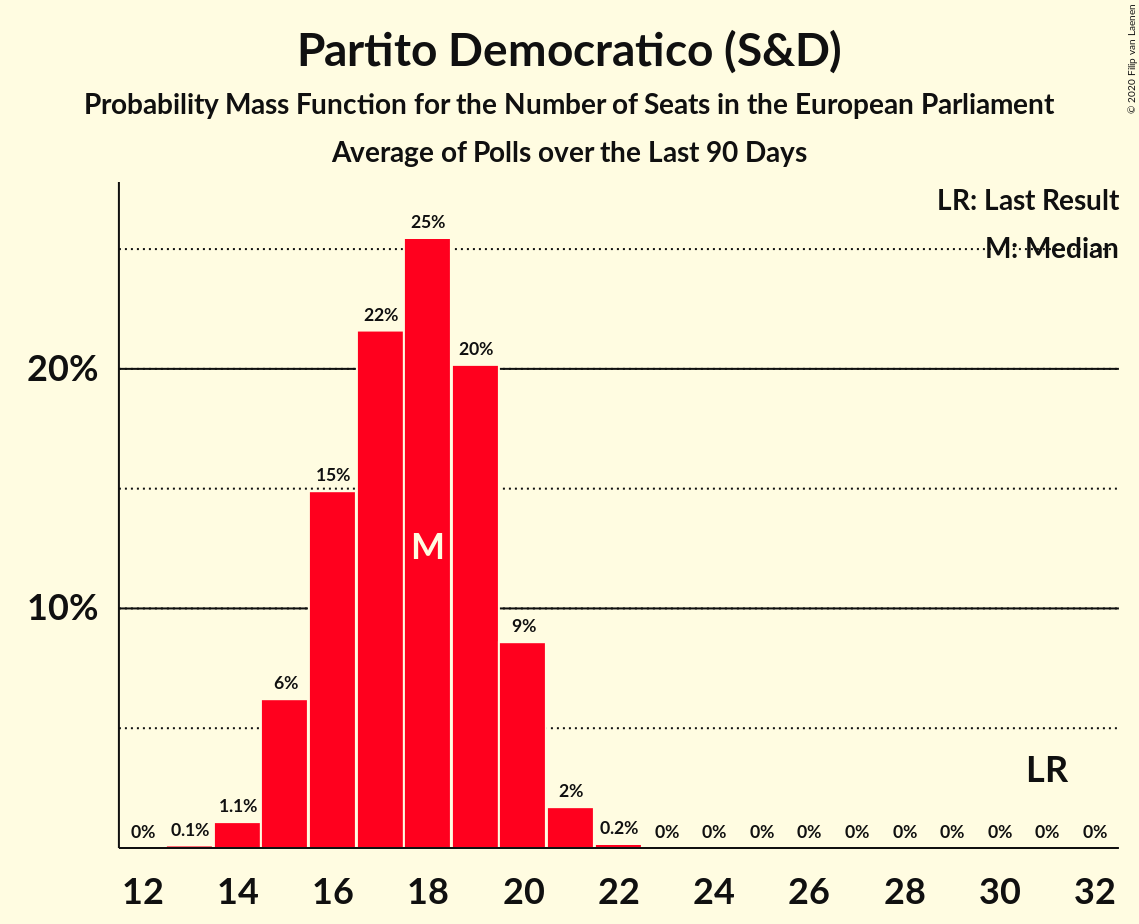 Partito Democratico (S&D)
Probability Mass Function for the Number of Seats in the European Parliament
Average of Polls over the Last 90 Days
© 2020 Filip van Laenen
LR: Last Result
M: Median
25%
22%
20%
20%
15%
M
10%
9%
6%
LR
2%
1.1%
0% 0.1% 0.2% 0% 0% 0% 0% 0% 0% 0% 0% 0% 0%
12 14 16 18 20 22 24 26 28 30 32